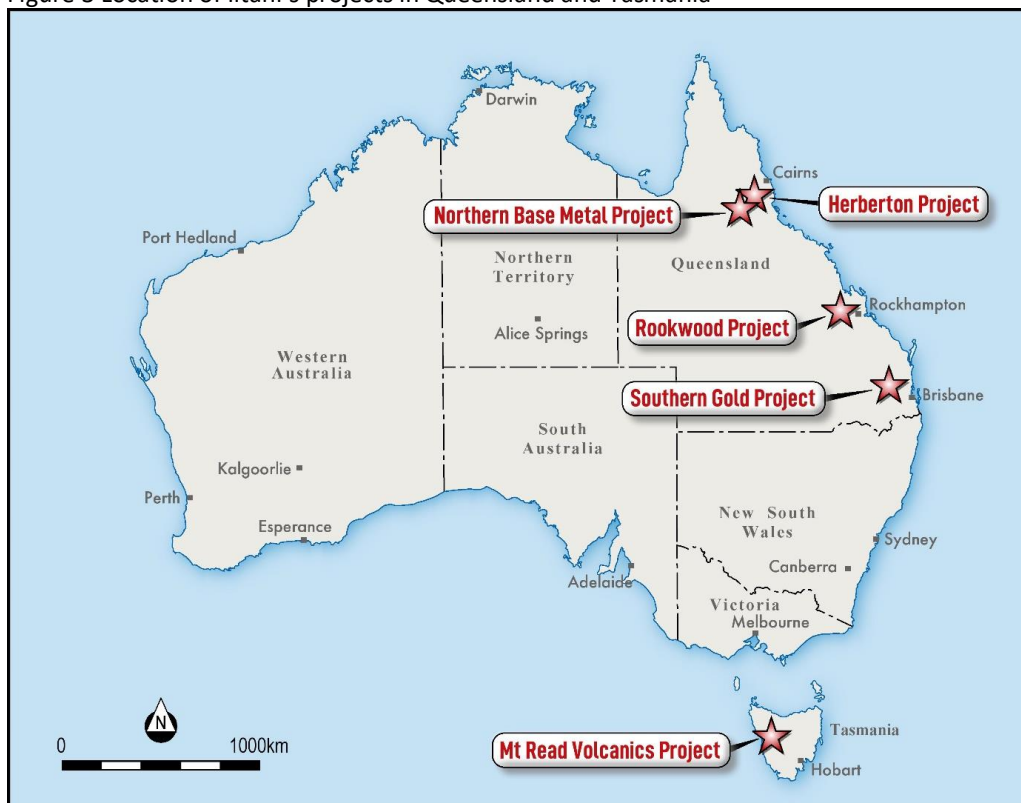 Figure Location of projects in Queensland and Tasmania
Darwin
Cairns
Northern Base Metal Project
Herberton Project
Port Hedland
Northern
Territory
Queensland
Rockhampton
Rookwood Project
Alice Springs
Western
Australia
Southern Gold Project
Brisbane
South
Australia
Kalgoorlie
Perth
New South
Wales
Esperance
Sydney
Adelaide
Canberra
Victoria
Melbourne
N
0 1000km
Mt Read Volcanics Project
Tasmania
Hobart